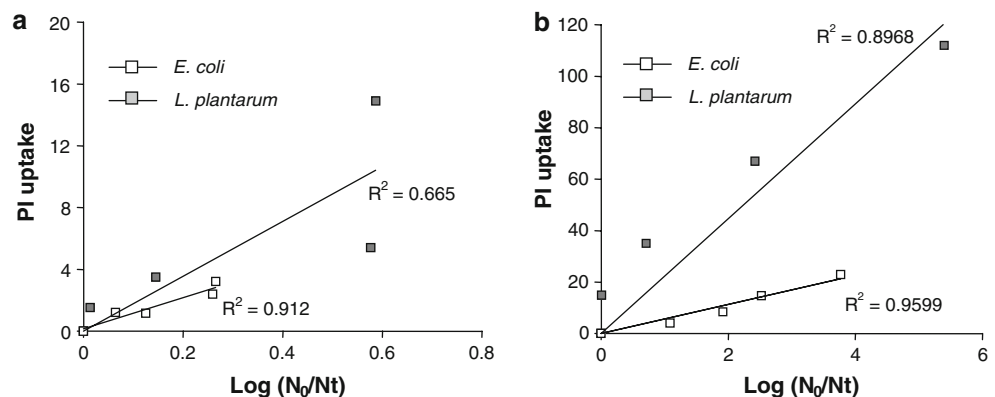 a
20
16
12
8
4
0
PI uptake
E. coli
L. plantarum
R² = 0.665
R² = 0.912
0 0.2 0.4 0.6 0.8
Log (N₀/Nt)
b
120
100
80
60
40
20
0
PI uptake
R² = 0.8968
E. coli
L. plantarum
R² = 0.9599
0 2 4 6
Log (N₀/Nt)